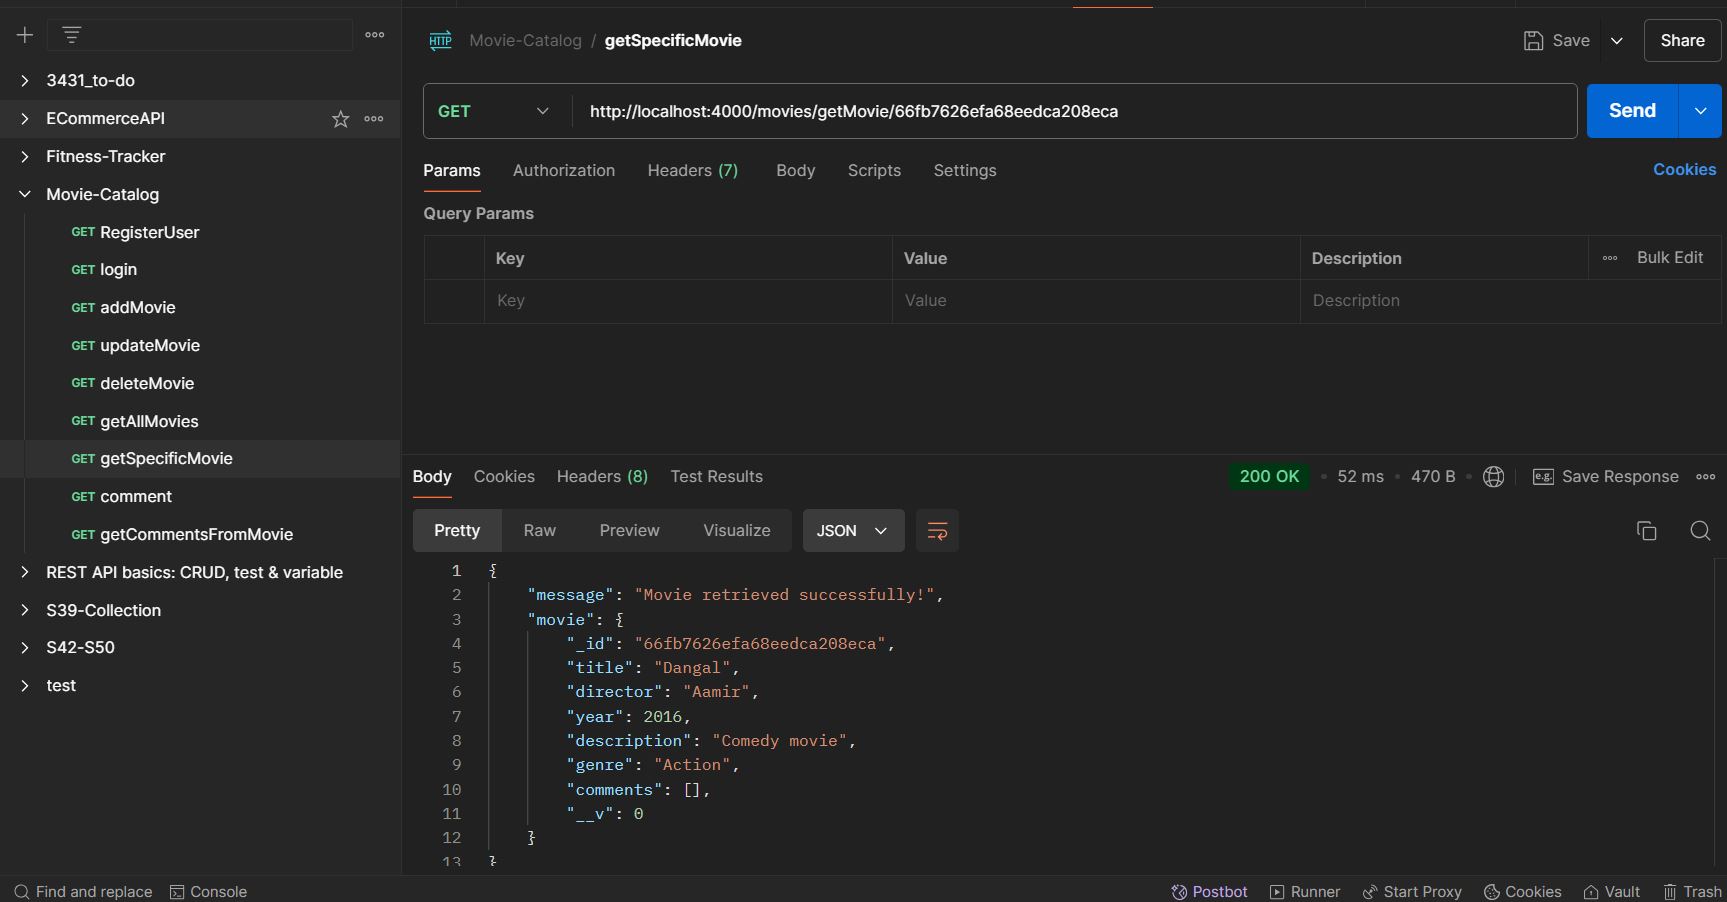 3431_to-do
ECommerceAPI
Fitness-Tracker
Movie-Catalog
GET RegisterUser
GET login
GET addMovie
GET updateMovie
GET deleteMovie
GET getAllMovies
GET getSpecificMovie
GET comment
GET getCommentsFromMovie
REST API basics: CRUD, test & variable
S39-Collection
S42-S50
test
HTTP Movie-Catalog / getSpecificMovie
Save
Share
GET http://localhost:4000/movies/getMovie/66fb7626efa68eedca208eca
Send
Params Authorization Headers (7) Body Scripts Settings
Cookies
Query Params
Key Value Description Bulk Edit
Key Value Description
Body Cookies Headers (8) Test Results
200 OK • 52 ms • 470 B • e.g. Save Response
Pretty Raw Preview Visualize JSON
1 {
2 "message": "Movie retrieved successfully!",
3 "movie": {
4 "_id": "66fb7626efa68eedca208eca",
5 "title": "Dangal",
6 "director": "Aamir",
7 "year": 2016,
8 "description": "Comedy movie",
9 "genre": "Action",
10 "comments": [],
11 "__v": 0
12 }
13 }
Find and replace Console
Postbot Runner Start Proxy Cookies Vault Trash